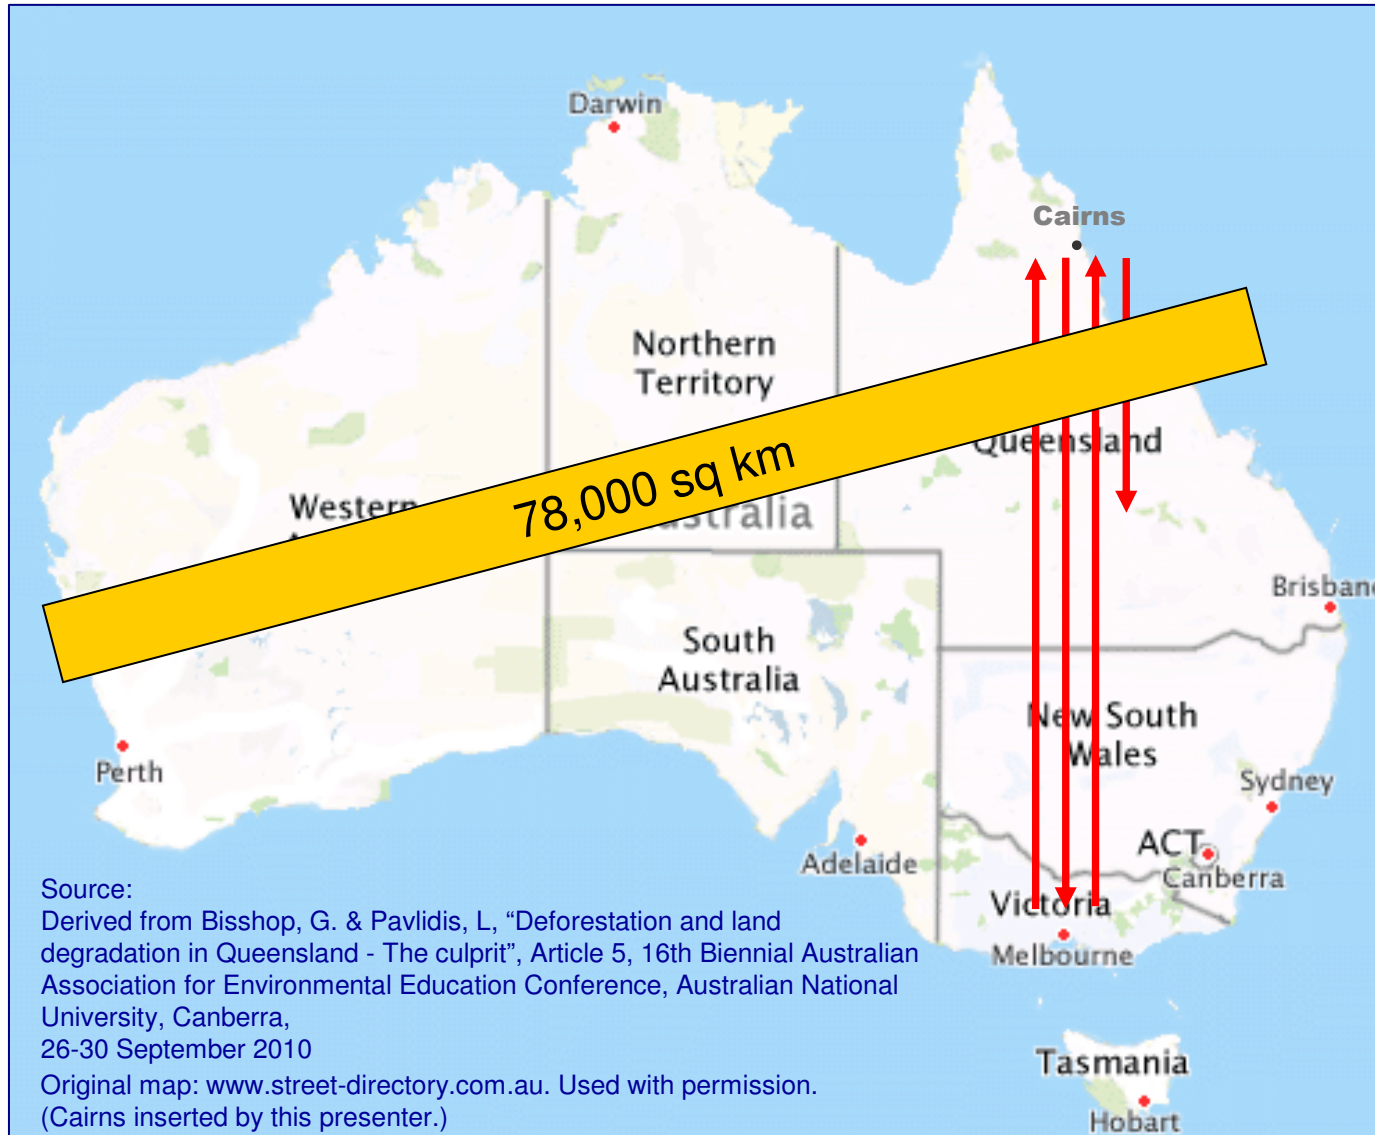 Darwin
Cairns
Northern
Territory
Queensland
78,000 sq km
Western
Australia
Brisbane
South
Australia
New South
Wales
Perth
Sydney
ACT
Adelaide
Canberra
Victoria
Melbourne
Source:
Derived from Bisshop, G. & Pavlidis, L, “Deforestation and land
degradation in Queensland - The culprit”, Article 5, 16th Biennial Australian
Association for Environmental Education Conference, Australian National
University, Canberra,
26-30 September 2010
Original map: www.street-directory.com.au. Used with permission.
(Cairns inserted by this presenter.)
Tasmania
Hobart